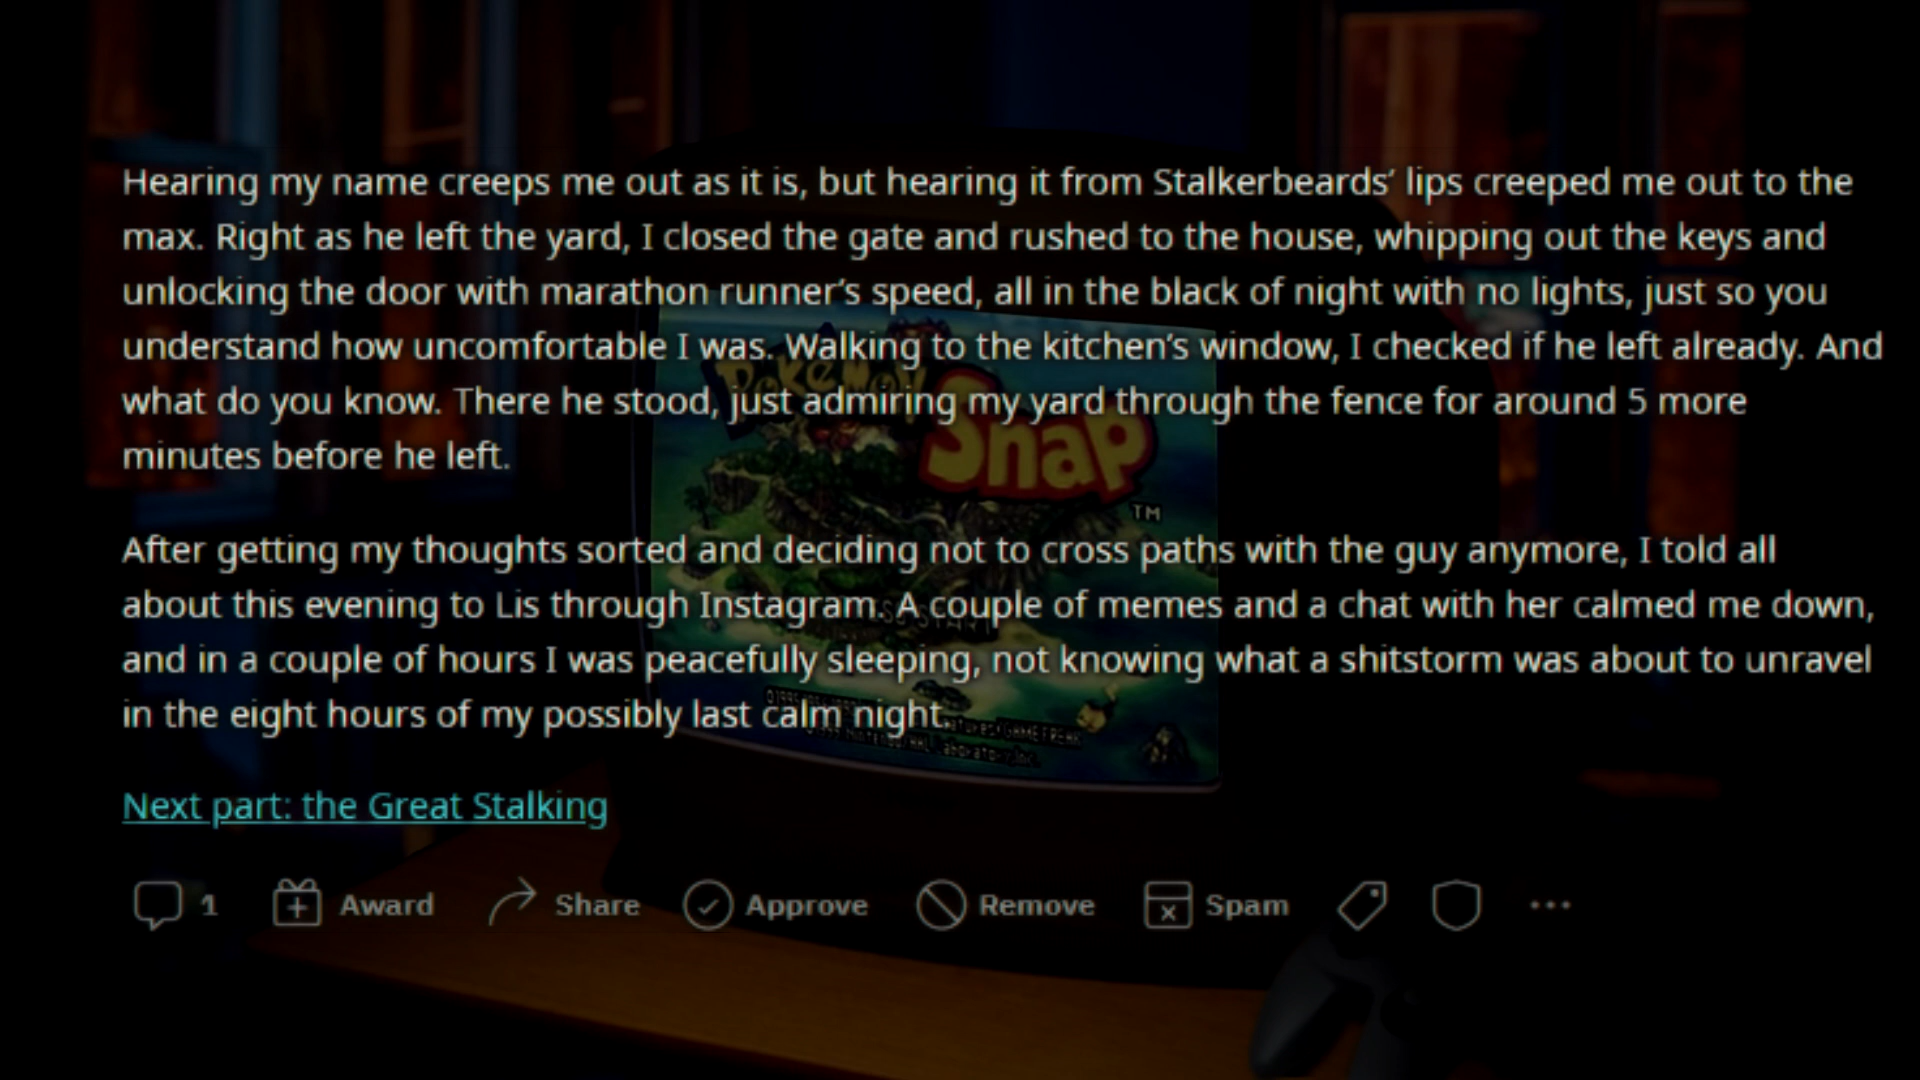 Hearing my name creeps me out as it is, but hearing it from Stalkerbeards’ lips creeped me out to the
max. Right as he left the yard, I closed the gate and rushed to the house, whipping out the keys and
unlocking the door with marathon runner’s speed, all in the black of night with no lights, just so you
understand how uncomfortable I was. Walking to the kitchen’s window, I checked if he left already. And
what do you know. There he stood, just admiring my yard through the fence for around 5 more
minutes before he left.
Pokémon
Snap
TM
After getting my thoughts sorted and deciding not to cross paths with the guy anymore, I told all
about this evening to Lis through Instagram. A couple of memes and a chat with her calmed me down,
and in a couple of hours I was peacefully sleeping, not knowing what a shitstorm was about to unravel
in the eight hours of my possibly last calm night.
Next part: the Great Stalking
1 Award Share Approve Remove Spam